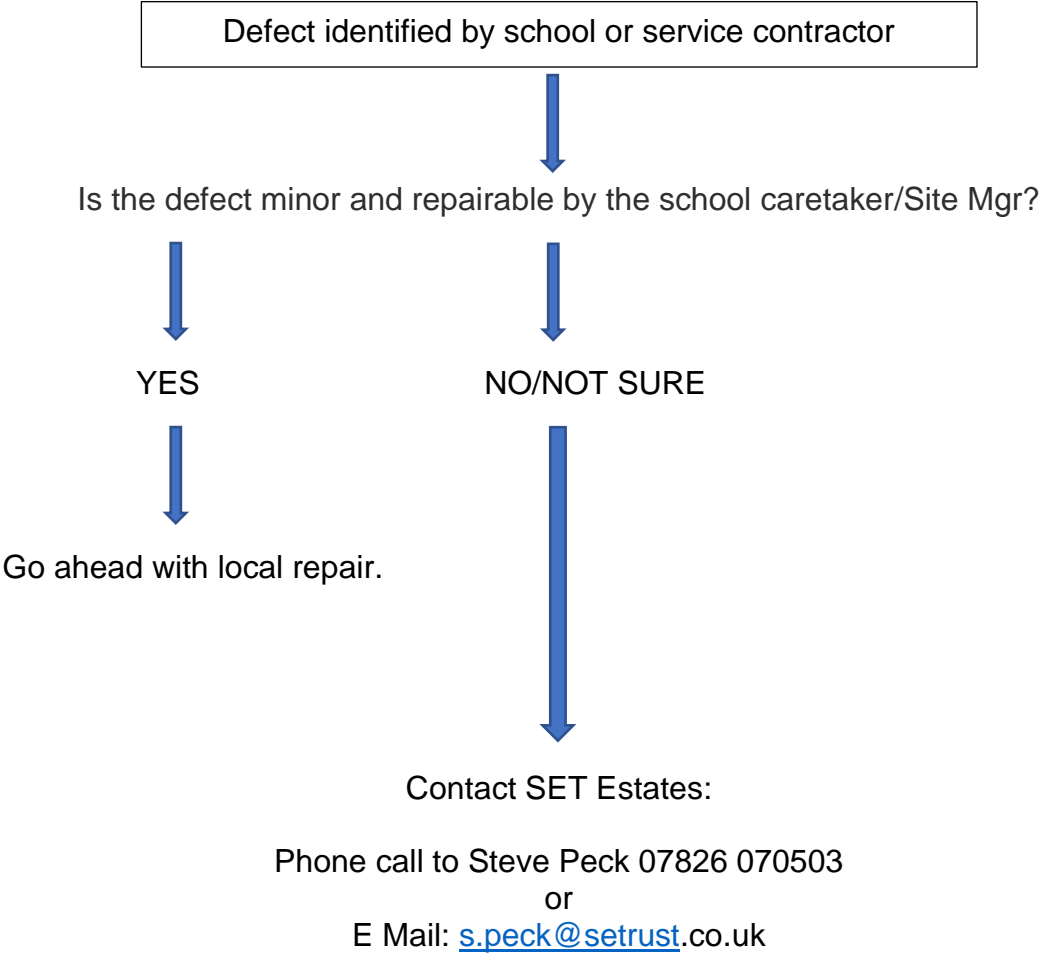 Defect identified by school or service contractor
Is the defect minor and repairable by the school caretaker/Site Mgr?
YES
NO/NOT SURE
Go ahead with local repair.
Contact SET Estates:
Phone call to Steve Peck 07826 070503
or
E Mail: s.peck@setrust.co.uk